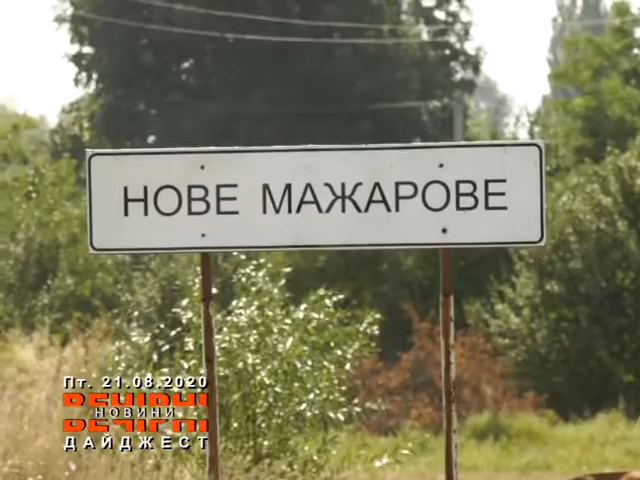 НОВЕ МАЖАРОВЕ
Пт. 21.08.2020
ВЕЧІРНІ
НОВИНИ
ДАЙДЖЕСТ